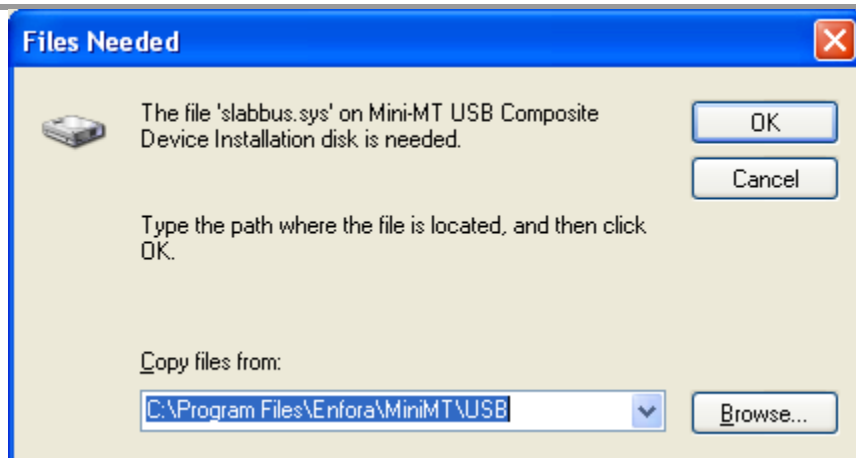 Files Needed
The file 'slabbus.sys' on Mini-MT USB Composite
Device Installation disk is needed.
OK
Cancel
Type the path where the file is located, and then click
OK.
Copy files from:
C:\Program Files\Enfora\MiniMT\USB
Browse...